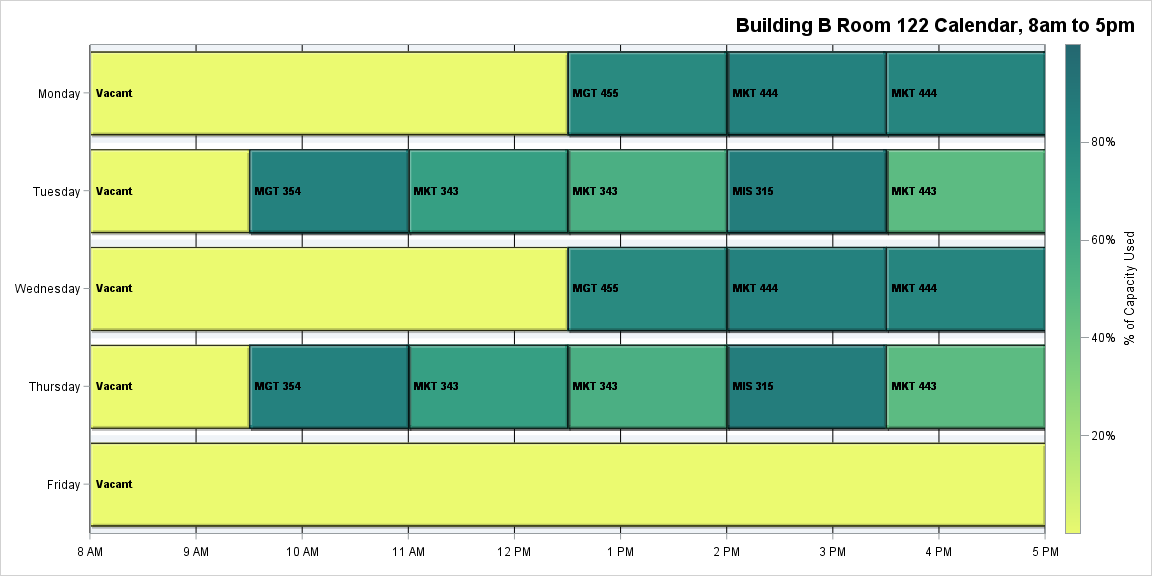 Building B Room 122 Calendar, 8am to 5pm
Monday
Vacant
MGT 455
MKT 444
MKT 444
Tuesday
Vacant
MGT 354
MKT 343
MKT 343
MIS 315
MKT 443
Wednesday
Vacant
MGT 455
MKT 444
MKT 444
Thursday
Vacant
MGT 354
MKT 343
MKT 343
MIS 315
MKT 443
Friday
Vacant
8 AM
9 AM
10 AM
11 AM
12 PM
1 PM
2 PM
3 PM
4 PM
5 PM
80%
60%
40%
20%
% of Capacity Used